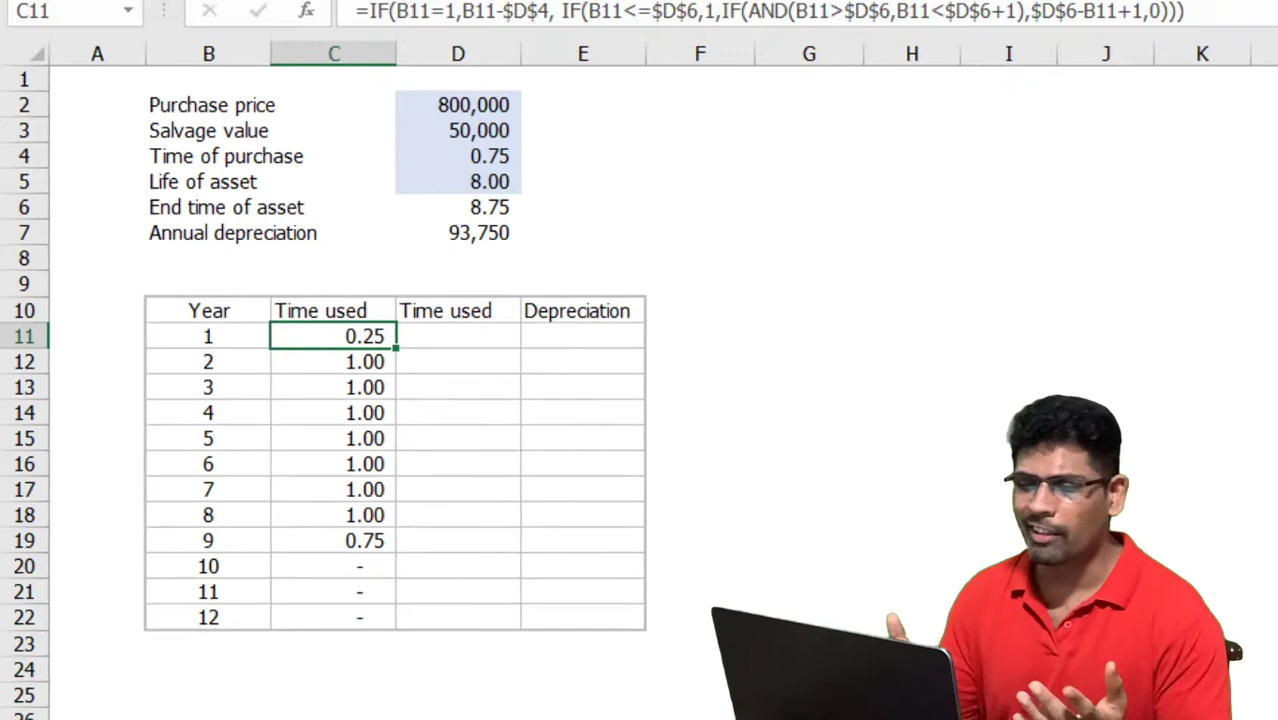 C11 fx =IF(B11=1,B11-$D$4, IF(B11<=$D$6,1,IF(AND(B11>$D$6,B11<$D$6+1),$D$6-B11+1,0)))
A B C D E F G H I J K
1
2 Purchase price 800,000
3 Salvage value 50,000
4 Time of purchase 0.75
5 Life of asset 8.00
6 End time of asset 8.75
7 Annual depreciation 93,750
8
9
10 Year Time used Time used Depreciation
11 1 0.25
12 2 1.00
13 3 1.00
14 4 1.00
15 5 1.00
16 6 1.00
17 7 1.00
18 8 1.00
19 9 0.75
20 10 -
21 11 -
22 12 -
23
24
25
26